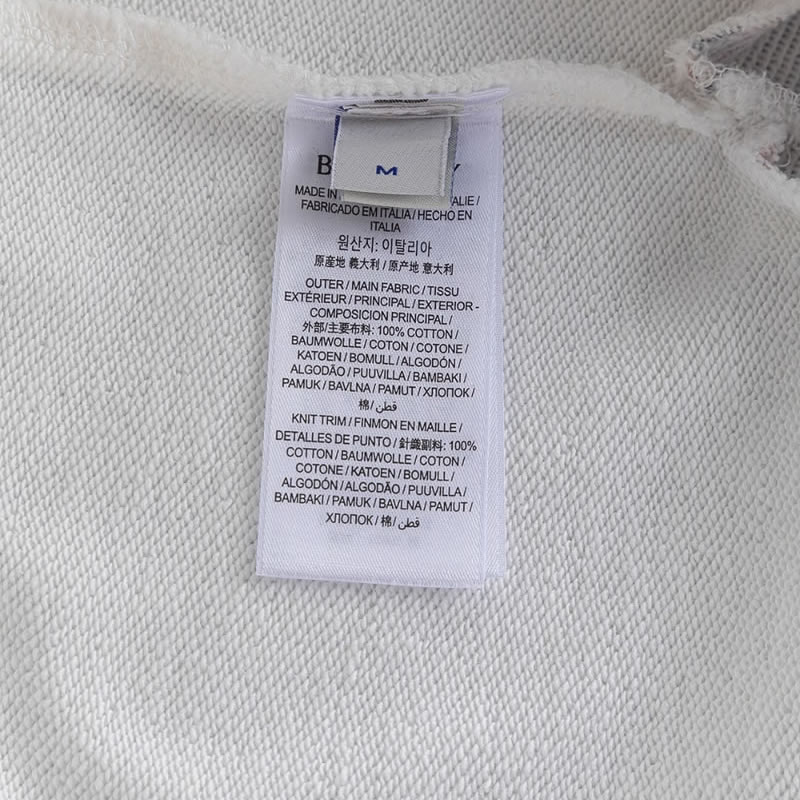 M
MADE IN
FABRICADO EM ITÁLIA / HECHO EN
ITALIA
원산지: 이탈리아
原産地 義大利 / 原产地 意大利
OUTER / MAIN FABRIC / TISSU
EXTÉRIEUR / PRINCIPAL / EXTERIOR -
COMPOSICION PRINCIPAL /
外部/主要布料: 100% COTTON /
BAUMWOLLE / COTON / COTONE /
KATOEN / BOMULL / ALGODÓN /
ALGODÃO / PUUVILLA / BAMBAKI /
PAMUK / BAVLNA / PAMUT / ХЛОПОК /
棉/ قطن
KNIT TRIM / FINMON EN MAILLE /
DETALLES DE PUNTO / 針織副料: 100%
COTTON / BAUMWOLLE / COTON /
COTONE / KATOEN / BOMULL /
ALGODÓN / ALGODÃO / PUUVILLA /
BAMBAKI / PAMUK / BAVLNA / PAMUT /
ХЛОПОК / 棉/ قطن